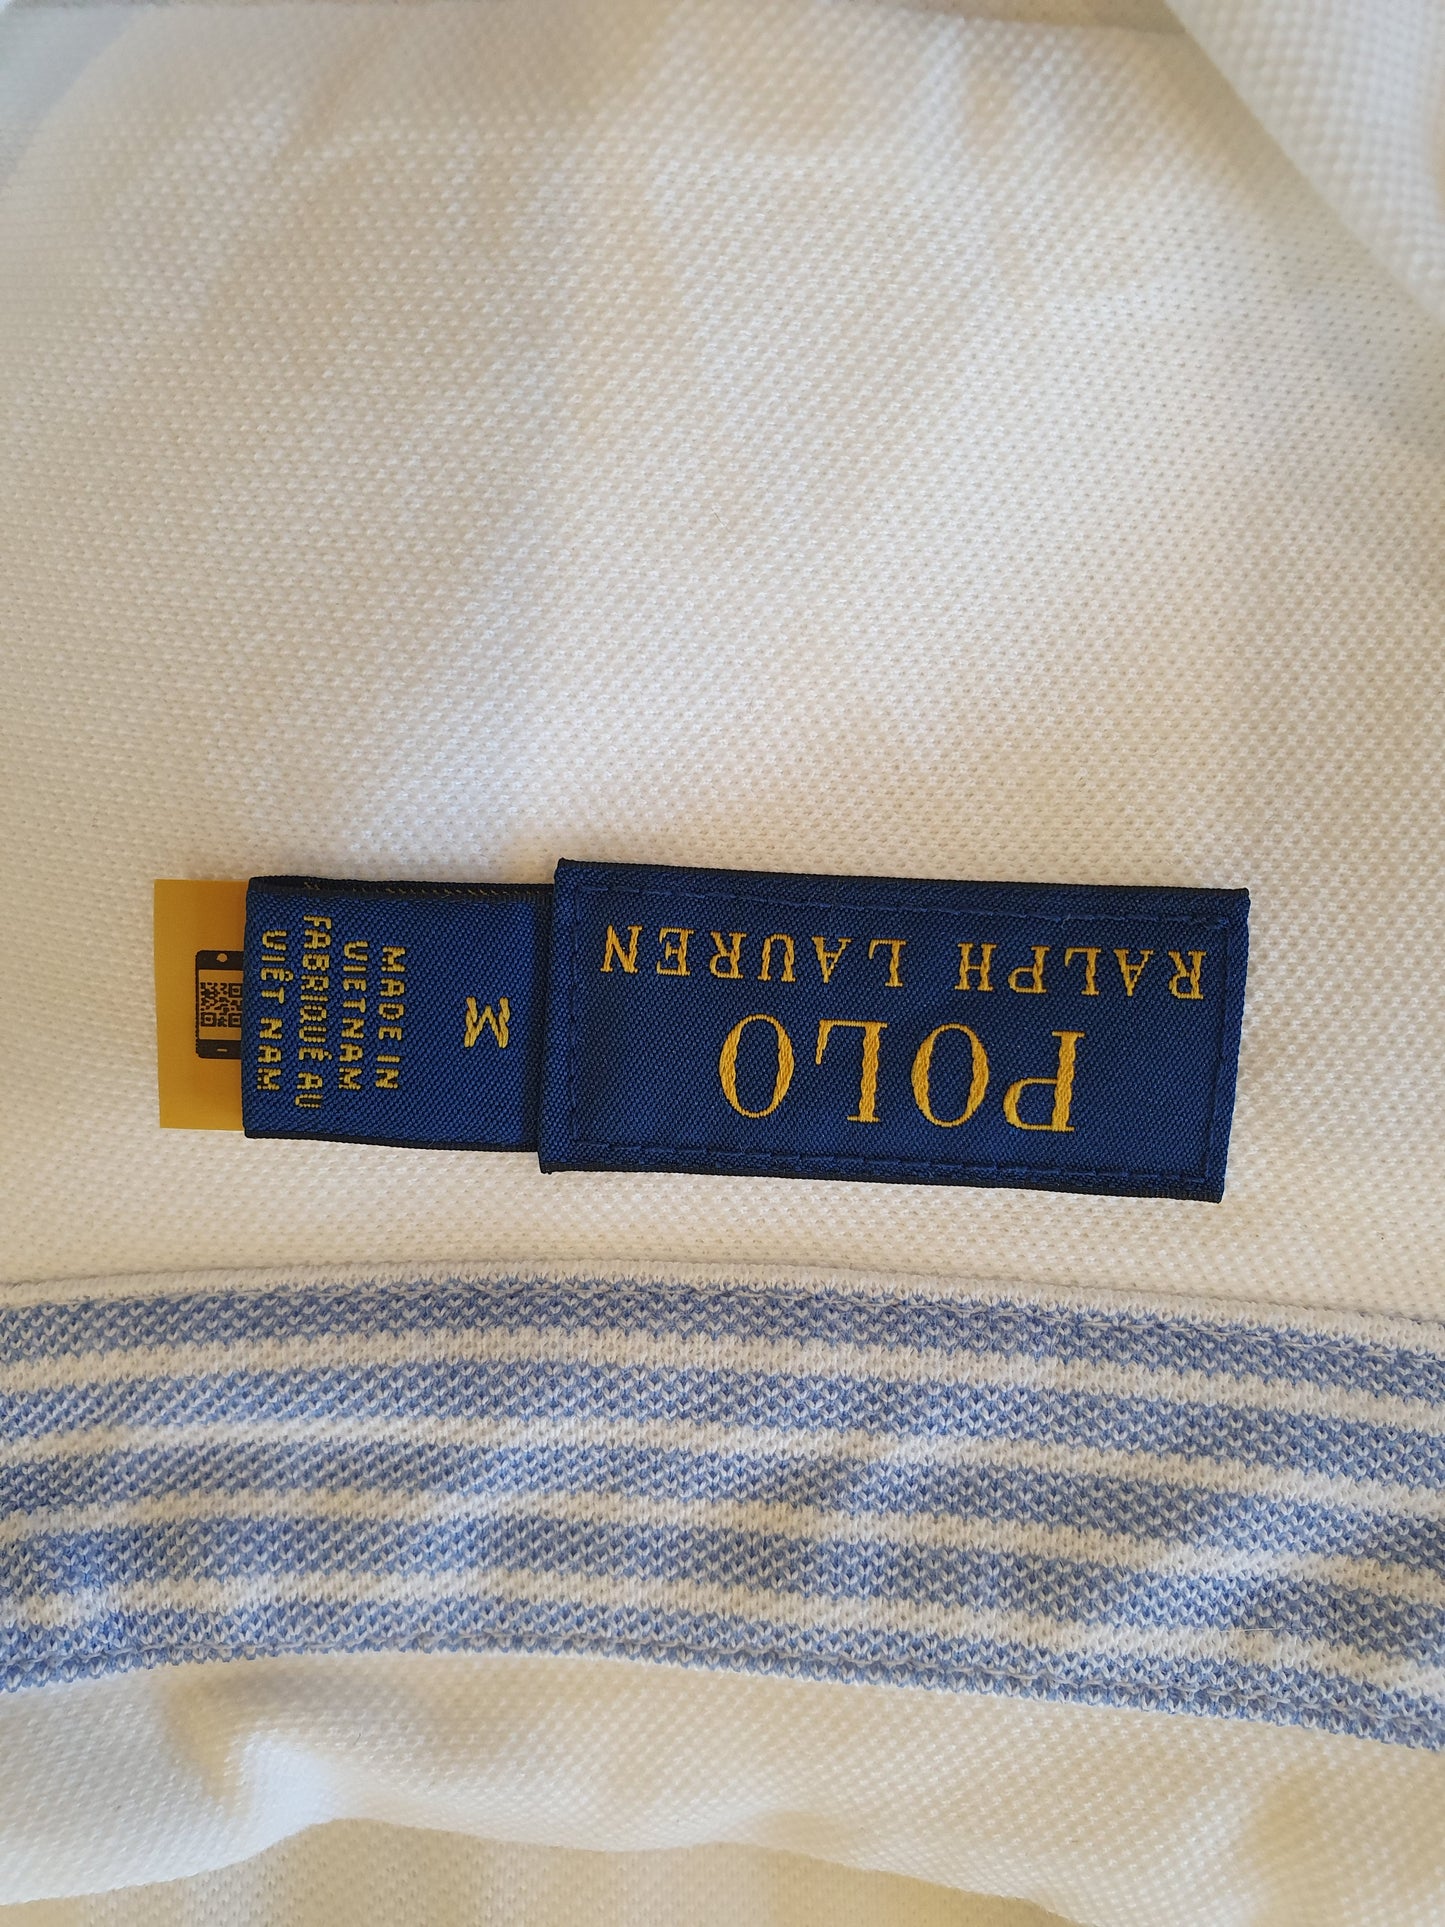 POLO
RALPH LAUREN
M
MADE IN
VIETNAM
FABRIQUÉ AU
VIÊT NAM